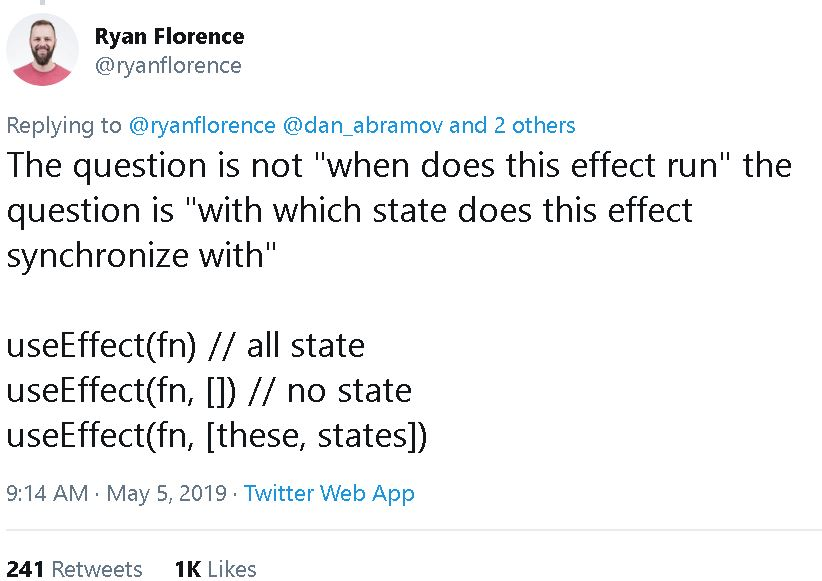 Ryan Florence
@ryanflorence
Replying to @ryanflorence @dan_abramov and 2 others
The question is not "when does this effect run" the
question is "with which state does this effect
synchronize with"
useEffect(fn) // all state
useEffect(fn, []) // no state
useEffect(fn, [these, states])
9:14 AM · May 5, 2019 · Twitter Web App
241 Retweets 1K Likes